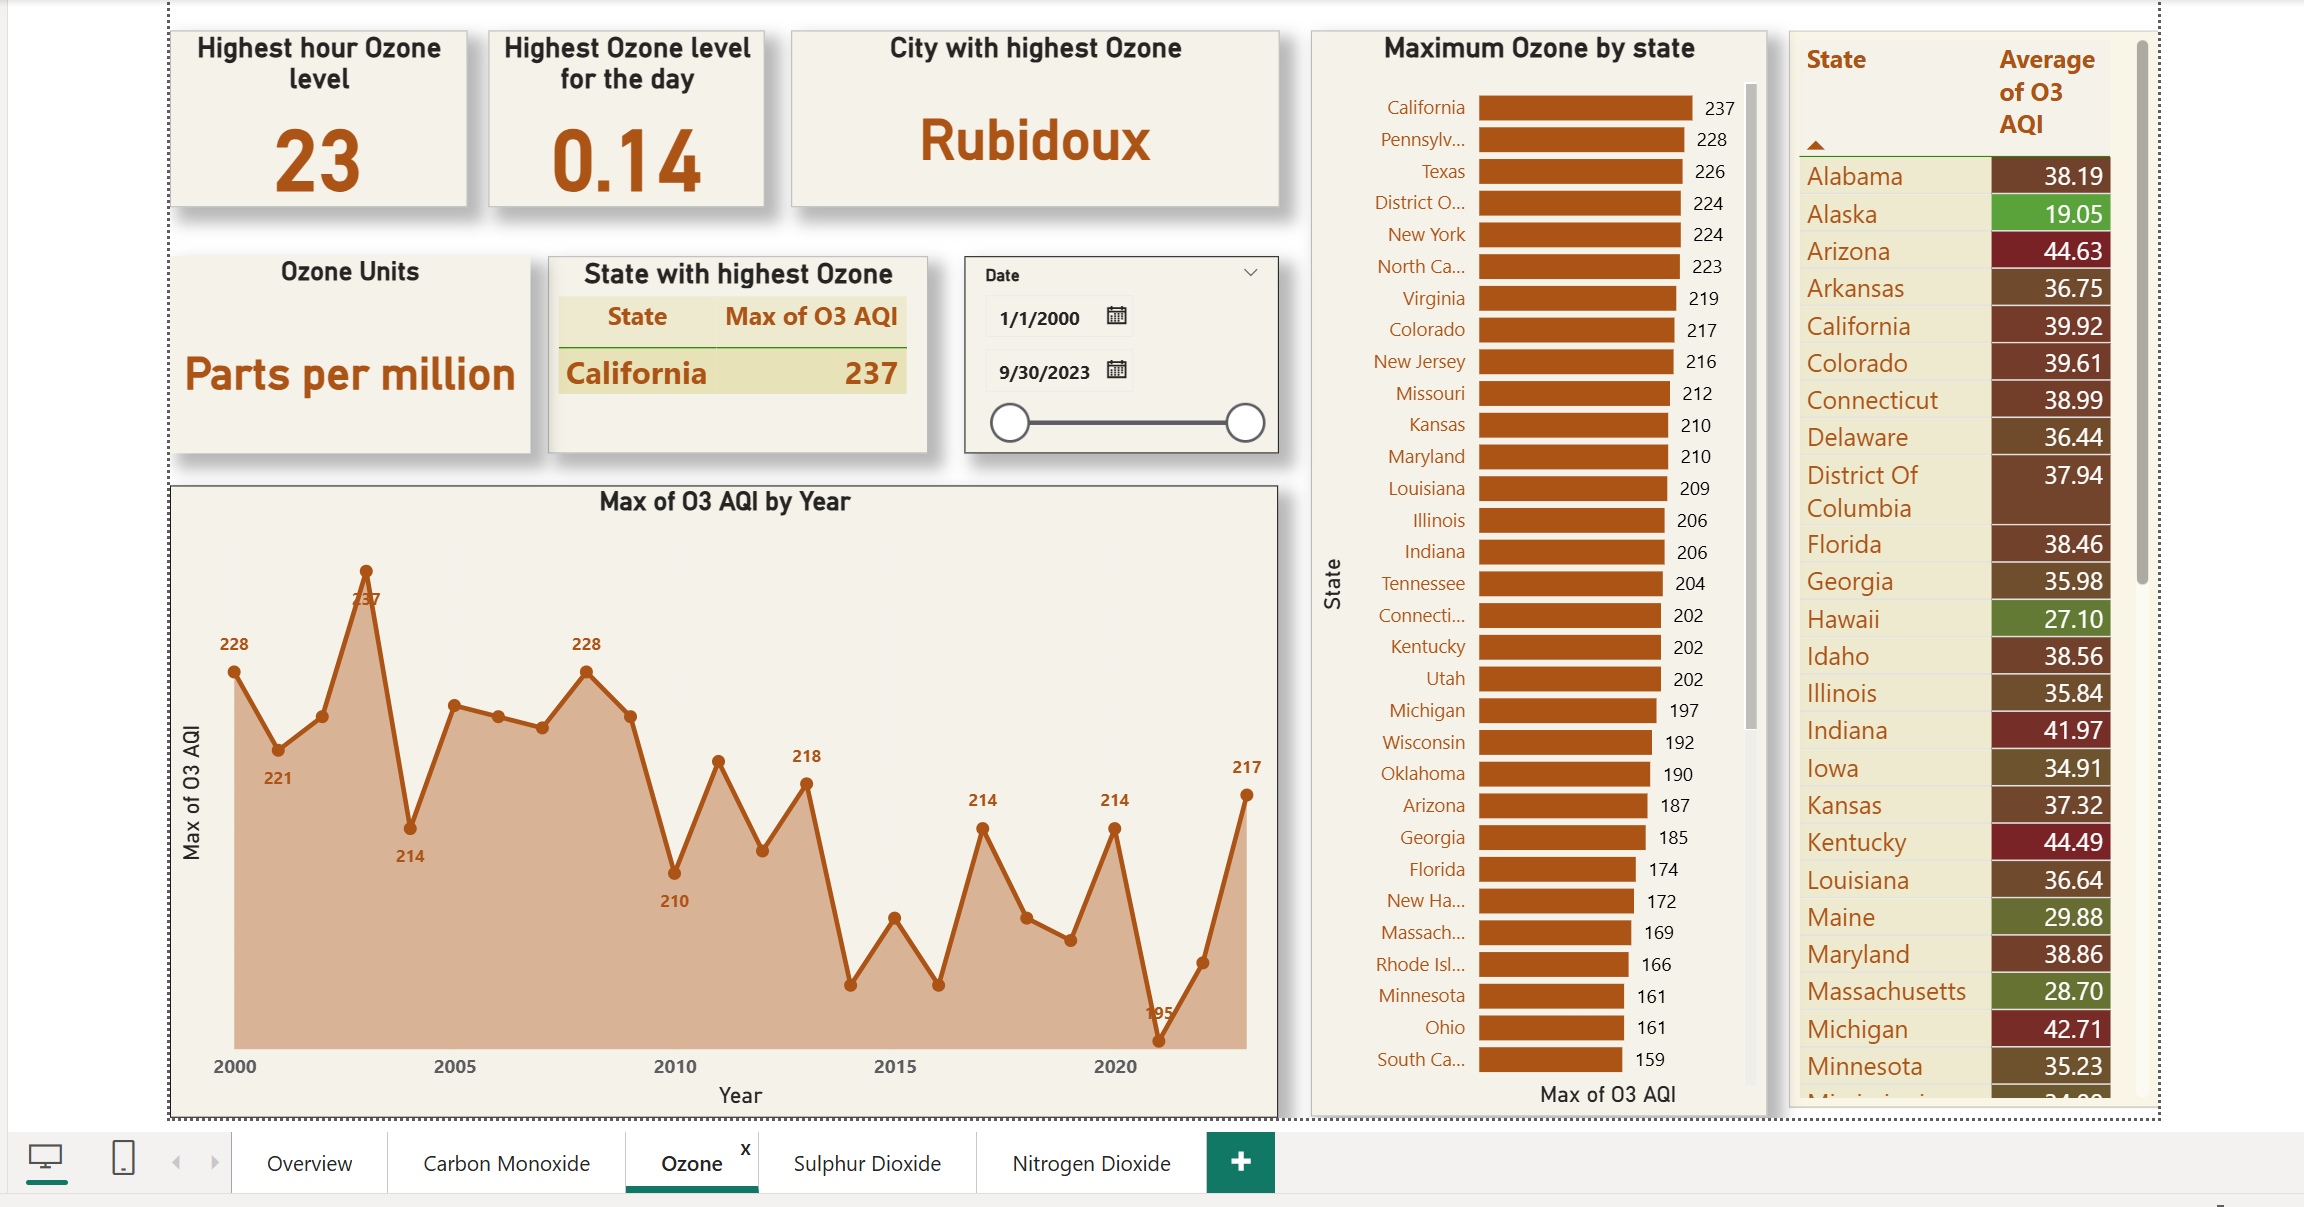 Highest hour Ozone
level
23
Highest Ozone level
for the day
0.14
City with highest Ozone
Rubidoux
Ozone Units
Parts per million
State with highest Ozone
State Max of O3 AQI
California 237
Date
1/1/2000
9/30/2023
Max of O3 AQI by Year
Max of O3 AQI
228
221
237
214
228
210
218
214
214
195
217
2000 2005 2010 2015 2020
Year
Maximum Ozone by state
State
California 237
Pennsylv... 228
Texas 226
District O... 224
New York 224
North Ca... 223
Virginia 219
Colorado 217
New Jersey 216
Missouri 212
Kansas 210
Maryland 210
Louisiana 209
Illinois 206
Indiana 206
Tennessee 204
Connecti... 202
Kentucky 202
Utah 202
Michigan 197
Wisconsin 192
Oklahoma 190
Arizona 187
Georgia 185
Florida 174
New Ha... 172
Massach... 169
Rhode Isl... 166
Minnesota 161
Ohio 161
South Ca... 159
Max of O3 AQI
State Average
of O3
AQI
Alabama 38.19
Alaska 19.05
Arizona 44.63
Arkansas 36.75
California 39.92
Colorado 39.61
Connecticut 38.99
Delaware 36.44
District Of 37.94
Columbia
Florida 38.46
Georgia 35.98
Hawaii 27.10
Idaho 38.56
Illinois 35.84
Indiana 41.97
Iowa 34.91
Kansas 37.32
Kentucky 44.49
Louisiana 36.64
Maine 29.88
Maryland 38.86
Massachusetts 28.70
Michigan 42.71
Minnesota 35.23
Overview Carbon Monoxide Ozone x Sulphur Dioxide Nitrogen Dioxide +